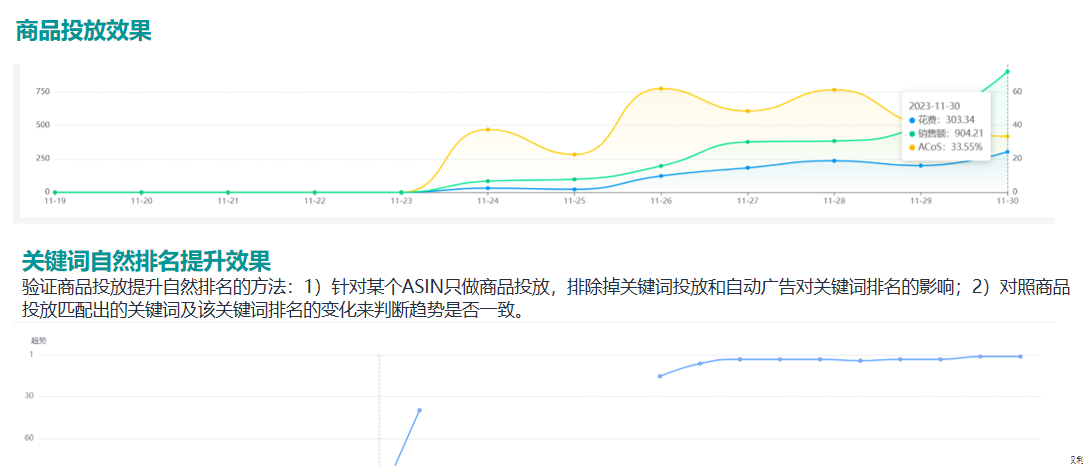 商品投放效果
750
500
250
0
60
40
20
0
2023-11-30
花费：303.34
销售额：904.21
ACoS：33.55%
11-19 11-20 11-21 11-22 11-23 11-24 11-25 11-26 11-27 11-28 11-29 11-30
关键词自然排名提升效果
验证商品投放提升自然排名的方法：1）针对某个ASIN只做商品投放，排除掉关键词投放和自动广告对关键词排名的影响；2）对照商品
投放匹配出的关键词及该关键词排名的变化来判断趋势是否一致。
趋势
1
30
60